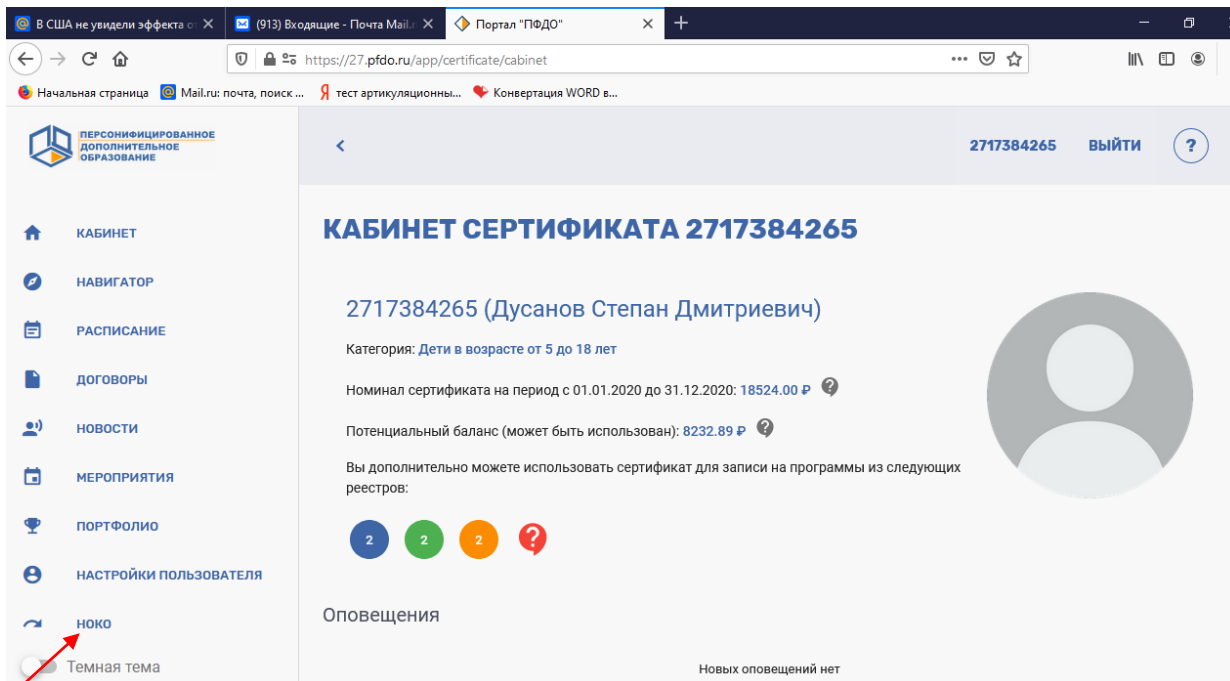 В США не увидели эффекта от
(913) Входящие - Почта Mail.r
Портал "ПФДО"
https://27.pfdo.ru/app/certificate/cabinet
Начальная страница
Mail.ru: почта, поиск ...
тест артикуляционны...
Конвертация WORD в...
ПЕРСОНИФИЦИРОВАННОЕ
ДОПОЛНИТЕЛЬНОЕ
ОБРАЗОВАНИЕ
2717384265 ВЫЙТИ ?
КАБИНЕТ
НАВИГАТОР
РАСПИСАНИЕ
ДОГОВОРЫ
НОВОСТИ
МЕРОПРИЯТИЯ
ПОРТФОЛИО
НАСТРОЙКИ ПОЛЬЗОВАТЕЛЯ
НОКО
Темная тема
КАБИНЕТ СЕРТИФИКАТА 2717384265
2717384265 (Дусанов Степан Дмитриевич)
Категория: Дети в возрасте от 5 до 18 лет
Номинал сертификата на период с 01.01.2020 до 31.12.2020: 18524.00 ₽ ?
Потенциальный баланс (может быть использован): 8232.89 ₽ ?
Вы дополнительно можете использовать сертификат для записи на программы из следующих
реестров:
2 2 2 ?
Оповещения
Новых оповещений нет